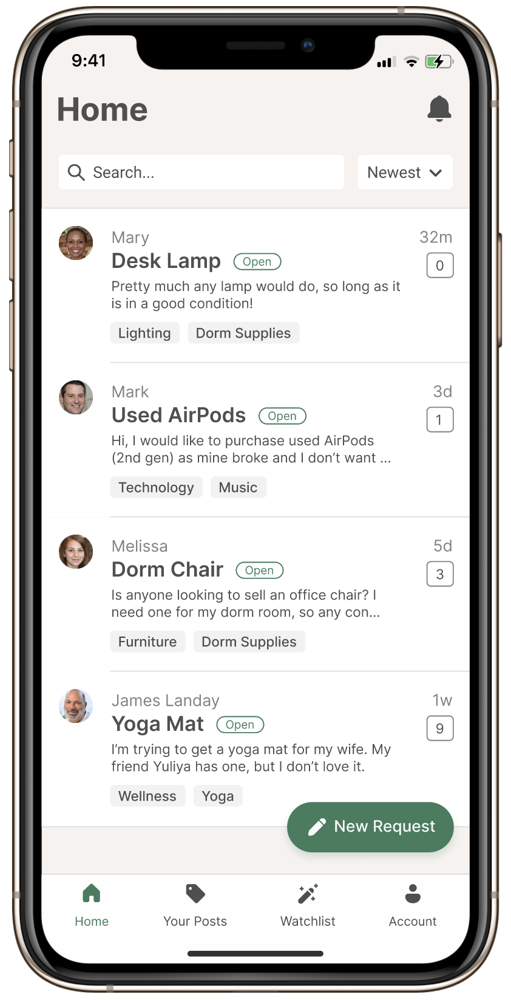 9:41
Home
Search...
Newest
Mary
32m
Desk Lamp
Open
0
Pretty much any lamp would do, so long as it
is in a good condition!
Lighting
Dorm Supplies
Mark
3d
Used AirPods
Open
1
Hi, I would like to purchase used AirPods
(2nd gen) as mine broke and I don’t want ...
Technology
Music
Melissa
5d
Dorm Chair
Open
3
Is anyone looking to sell an office chair? I
need one for my dorm room, so any con...
Furniture
Dorm Supplies
James Landay
1w
Yoga Mat
Open
9
I’m trying to get a yoga mat for my wife. My
friend Yuliya has one, but I don’t love it.
Wellness
Yoga
New Request
Home
Your Posts
Watchlist
Account